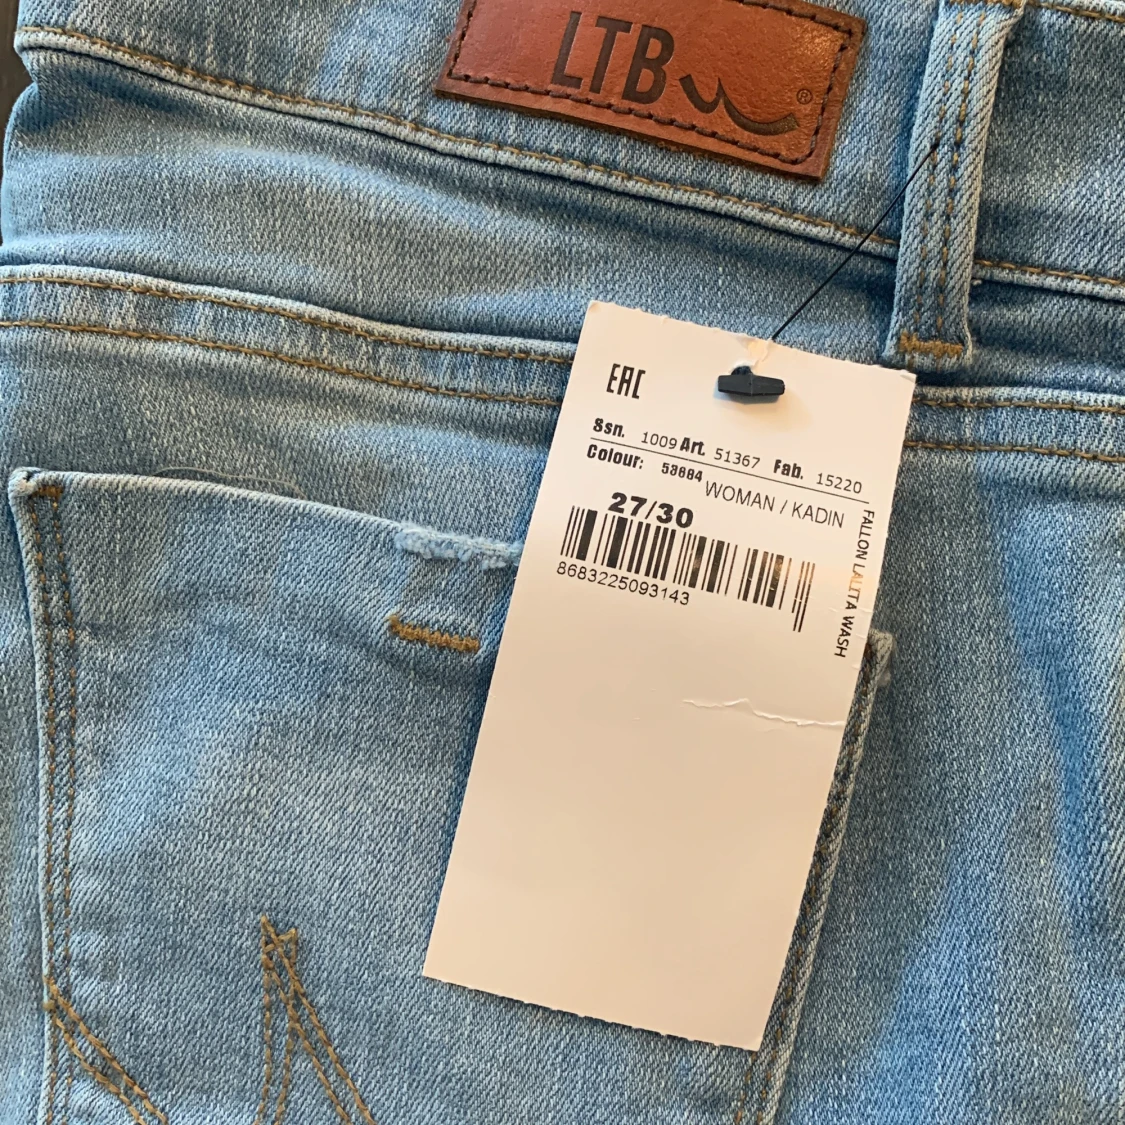 LTB ®
EAC
Ssn. 1009 Art. 51367 Fab. 15220
Colour: 53684 WOMAN / KADIN
27/30
8683225093143
FALLON LALITA WASH